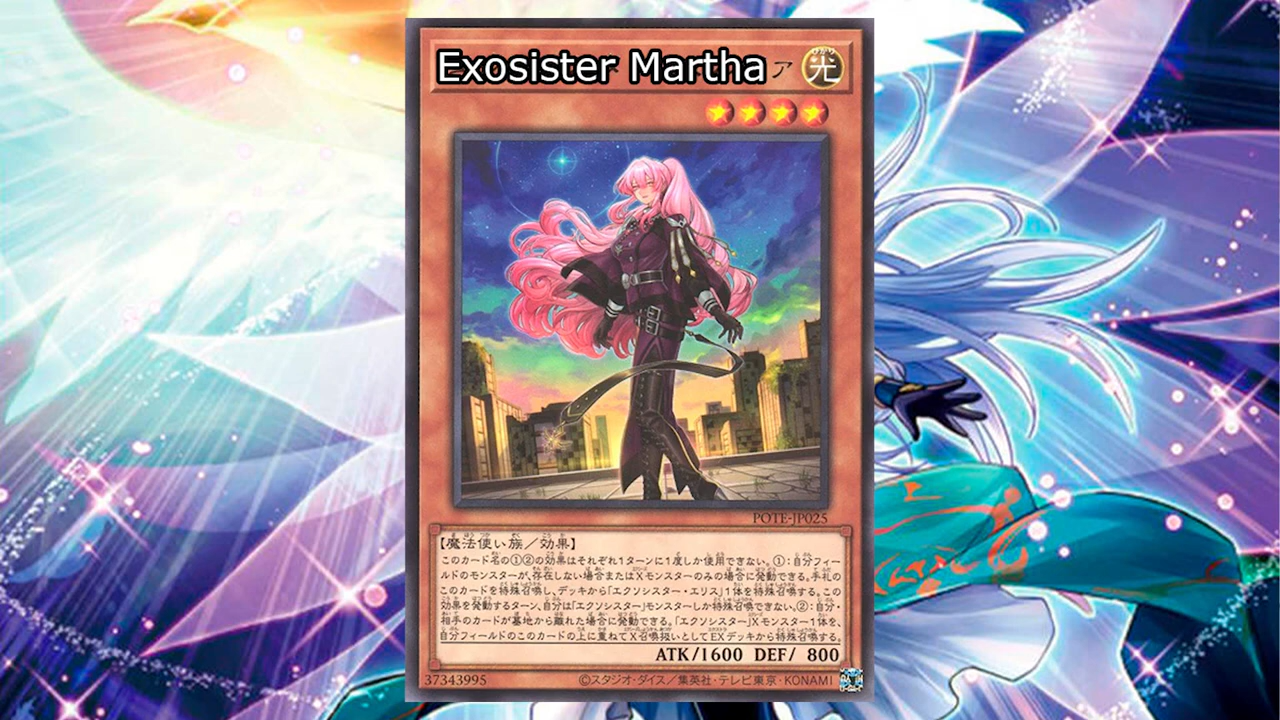 Exosister Martha ア 光
POTE-JP025
【魔法使い族／効果】
このカード名の①②の効果はそれぞれ１ターンに１度しか使用できない。①：自分フィー
ルドのモンスターが、存在しない場合またはＸモンスターのみの場合に発動できる。手札の
このカードを特殊召喚し、デッキから「エクソシスター・エリス」１体を特殊召喚する。この
効果を発動するターン、自分は「エクソシスター」モンスターしか特殊召喚できない。②：自分・
相手のカードが墓地から離れた場合に発動できる。「エクソシスター」Ｘモンスター１体を、
自分フィールドのこのカードの上に重ねてＸ召喚扱いとしてEXデッキから特殊召喚する。
ATK/1600 DEF/ 800
37343995 ©スタジオ・ダイス／集英社・テレビ東京・KONAMI